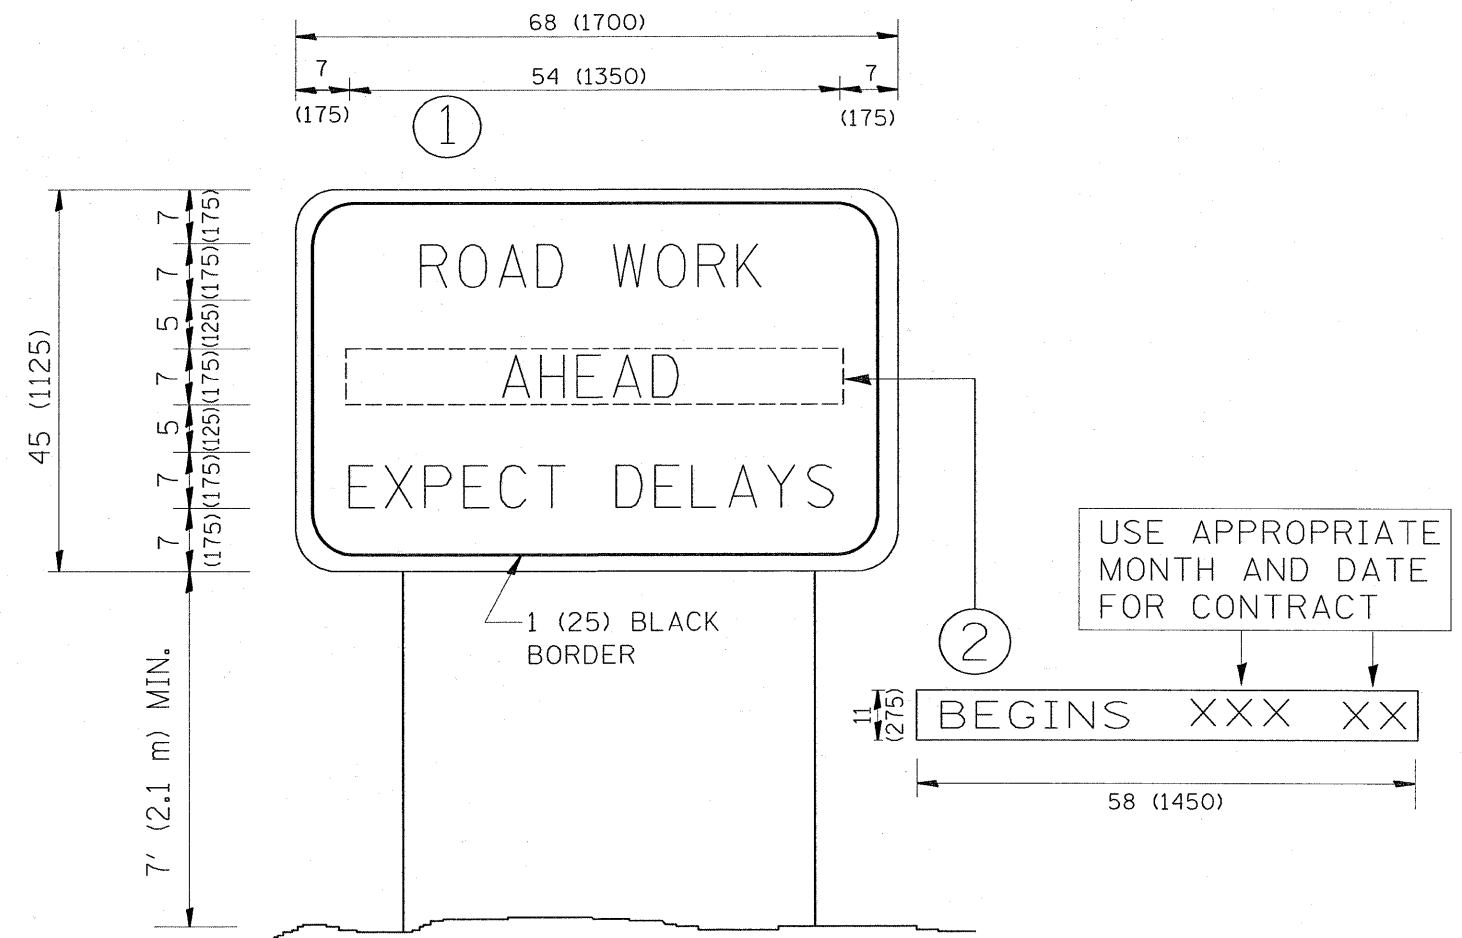 68 (1700)
7
54 (1350)
7
(175)
(175)
1
7
(175)
7
(175)
5
(125)
7
(175)
5
(125)
7
(175)
7
(175)
45 (1125)
ROAD WORK
AHEAD
EXPECT DELAYS
1 (25) BLACK
BORDER
7' (2.1 m) MIN.
2
USE APPROPRIATE
MONTH AND DATE
FOR CONTRACT
11
(275)
BEGINS XXX XX
58 (1450)